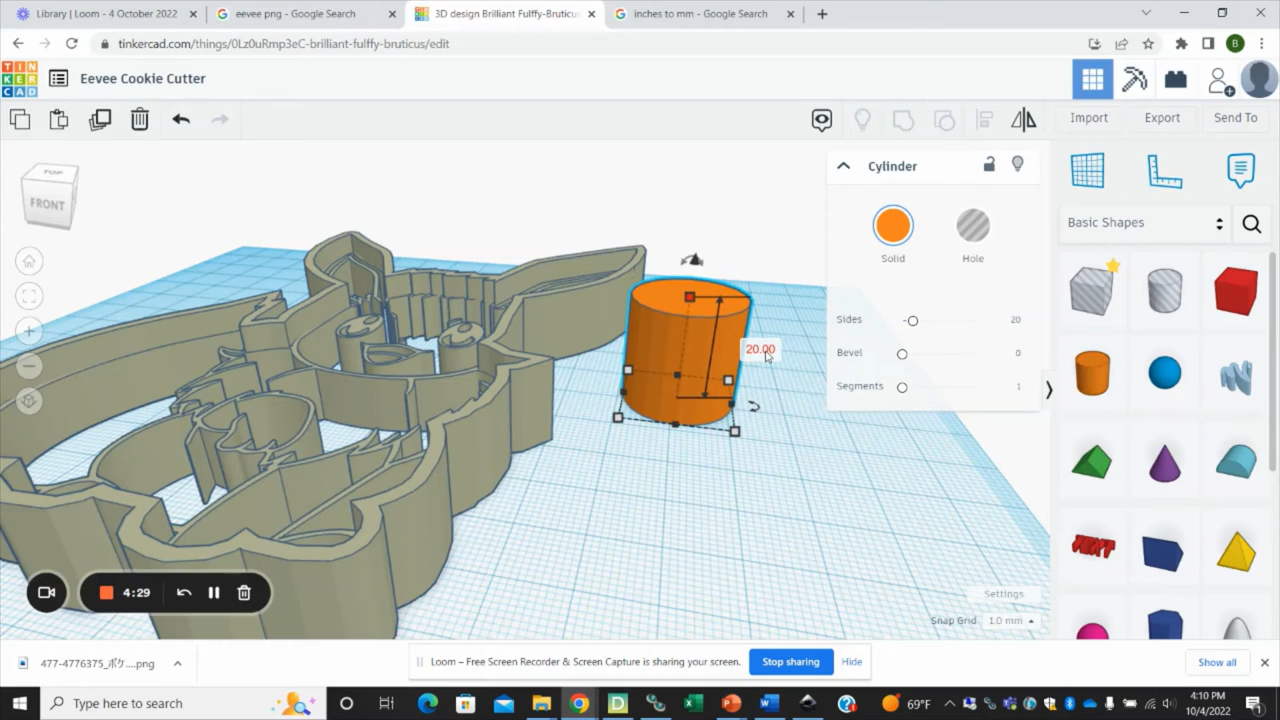 Library | Loom - 4 October 2022
eevee png - Google Search
3D design Brilliant Fulffy-Bruticus
inches to mm - Google Search
tinkercad.com/things/0Lz0uRmp3eC-brilliant-fulffy-bruticus/edit
B
TIN
KER
CAD
Eevee Cookie Cutter
Import
Export
Send To
TOP
FRONT
Cylinder
Solid
Hole
Sides
20
Bevel
0
Segments
1
Basic Shapes
20.00
4:29
Settings
Snap Grid
1.0 mm
477-4776375_ポケ....png
Loom – Free Screen Recorder & Screen Capture is sharing your screen.
Stop sharing
Hide
Show all
Type here to search
69°F
4:10 PM
10/4/2022